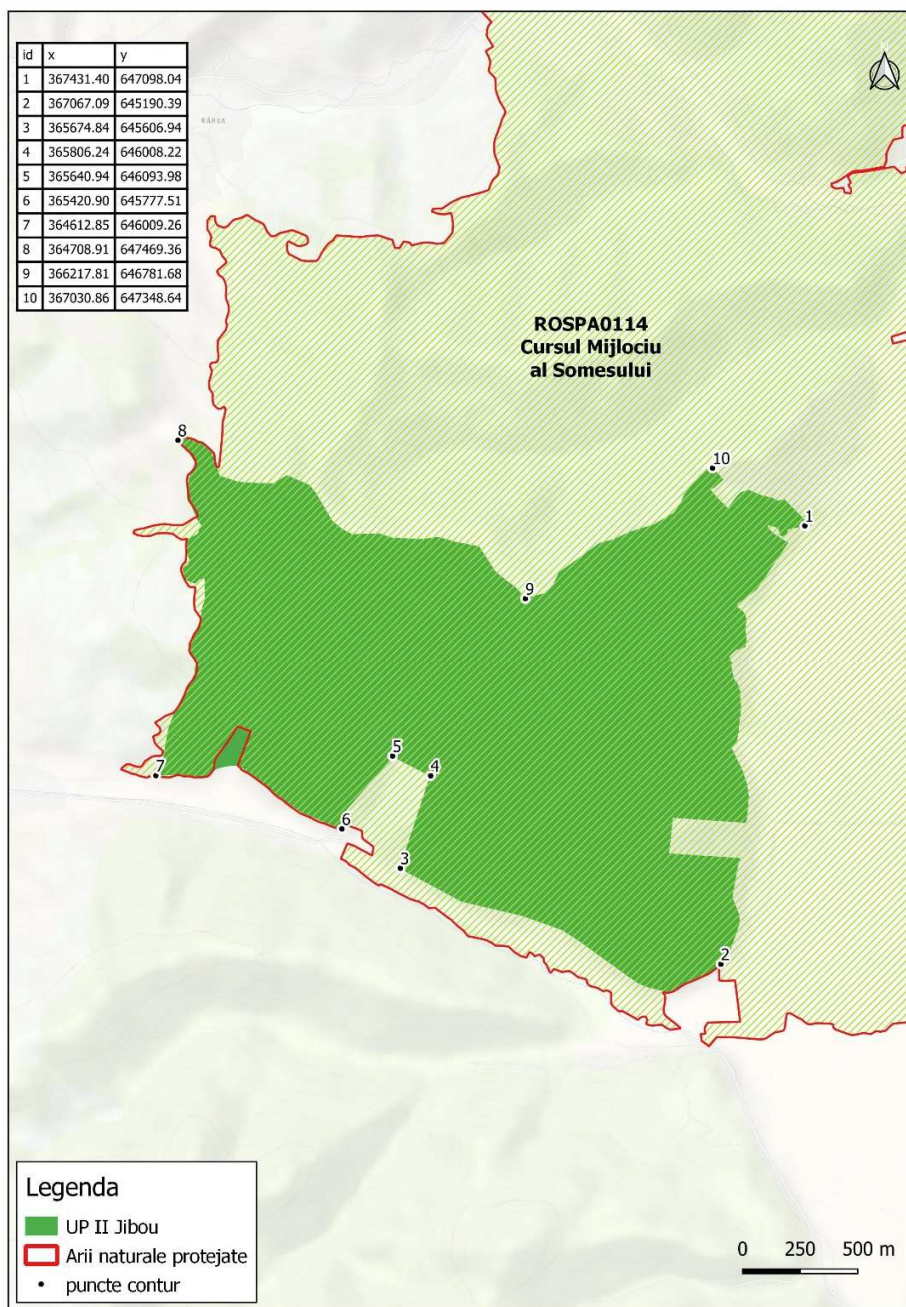 id x y
1 367431.40 647098.04
2 367067.09 645190.39
3 365674.84 645606.94
4 365806.24 646008.22
5 365640.94 646093.98
6 365420.90 645777.51
7 364612.85 646009.26
8 364708.91 647469.36
9 366217.81 646781.68
10 367030.86 647348.64
BÂRSA
ROSPA0114
Cursul Mijlociu
al Somesului
8
10
1
9
5
4
7
6
3
2
Legenda
UP II Jibou
Arii naturale protejate
puncte contur
0 250 500 m